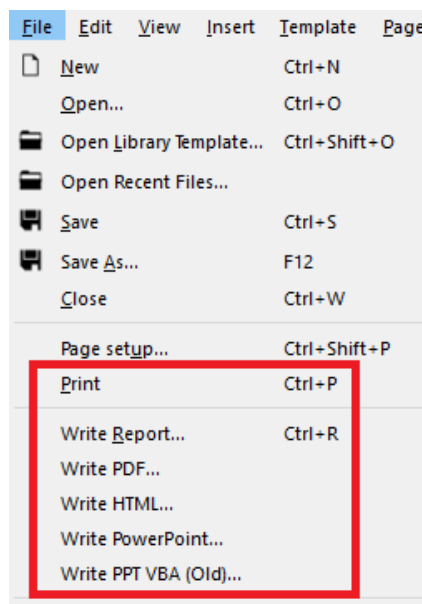 File Edit View Insert Template Page
New Ctrl+N
Open... Ctrl+O
Open Library Template... Ctrl+Shift+O
Open Recent Files...
Save Ctrl+S
Save As... F12
Close Ctrl+W
Page setup... Ctrl+Shift+P
Print Ctrl+P
Write Report... Ctrl+R
Write PDF...
Write HTML...
Write PowerPoint...
Write PPT VBA (Old)...